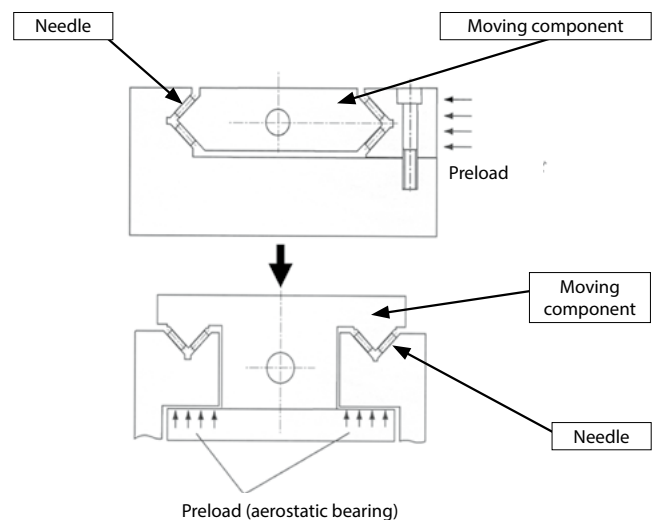 Needle
Moving component
Preload
Moving
component
Needle
Preload (aerostatic bearing)